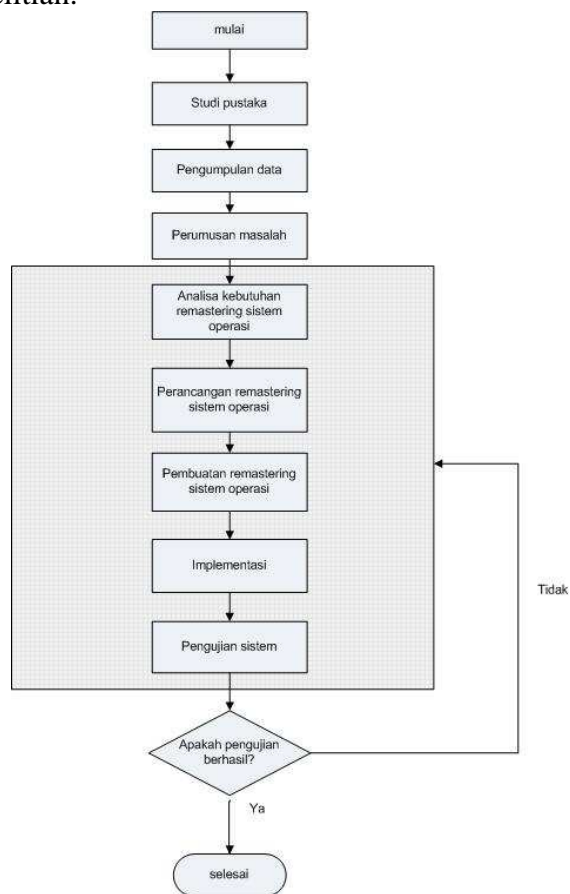 mulai
Studi pustaka
Pengumpulan data
Perumusan masalah
Analisa kebutuhan
remastering sistem
operasi
Perancangan remastering
sistem operasi
Pembuatan remastering
sistem operasi
Implementasi
Pengujian sistem
Tidak
Apakah pengujian
berhasil?
Ya
selesai